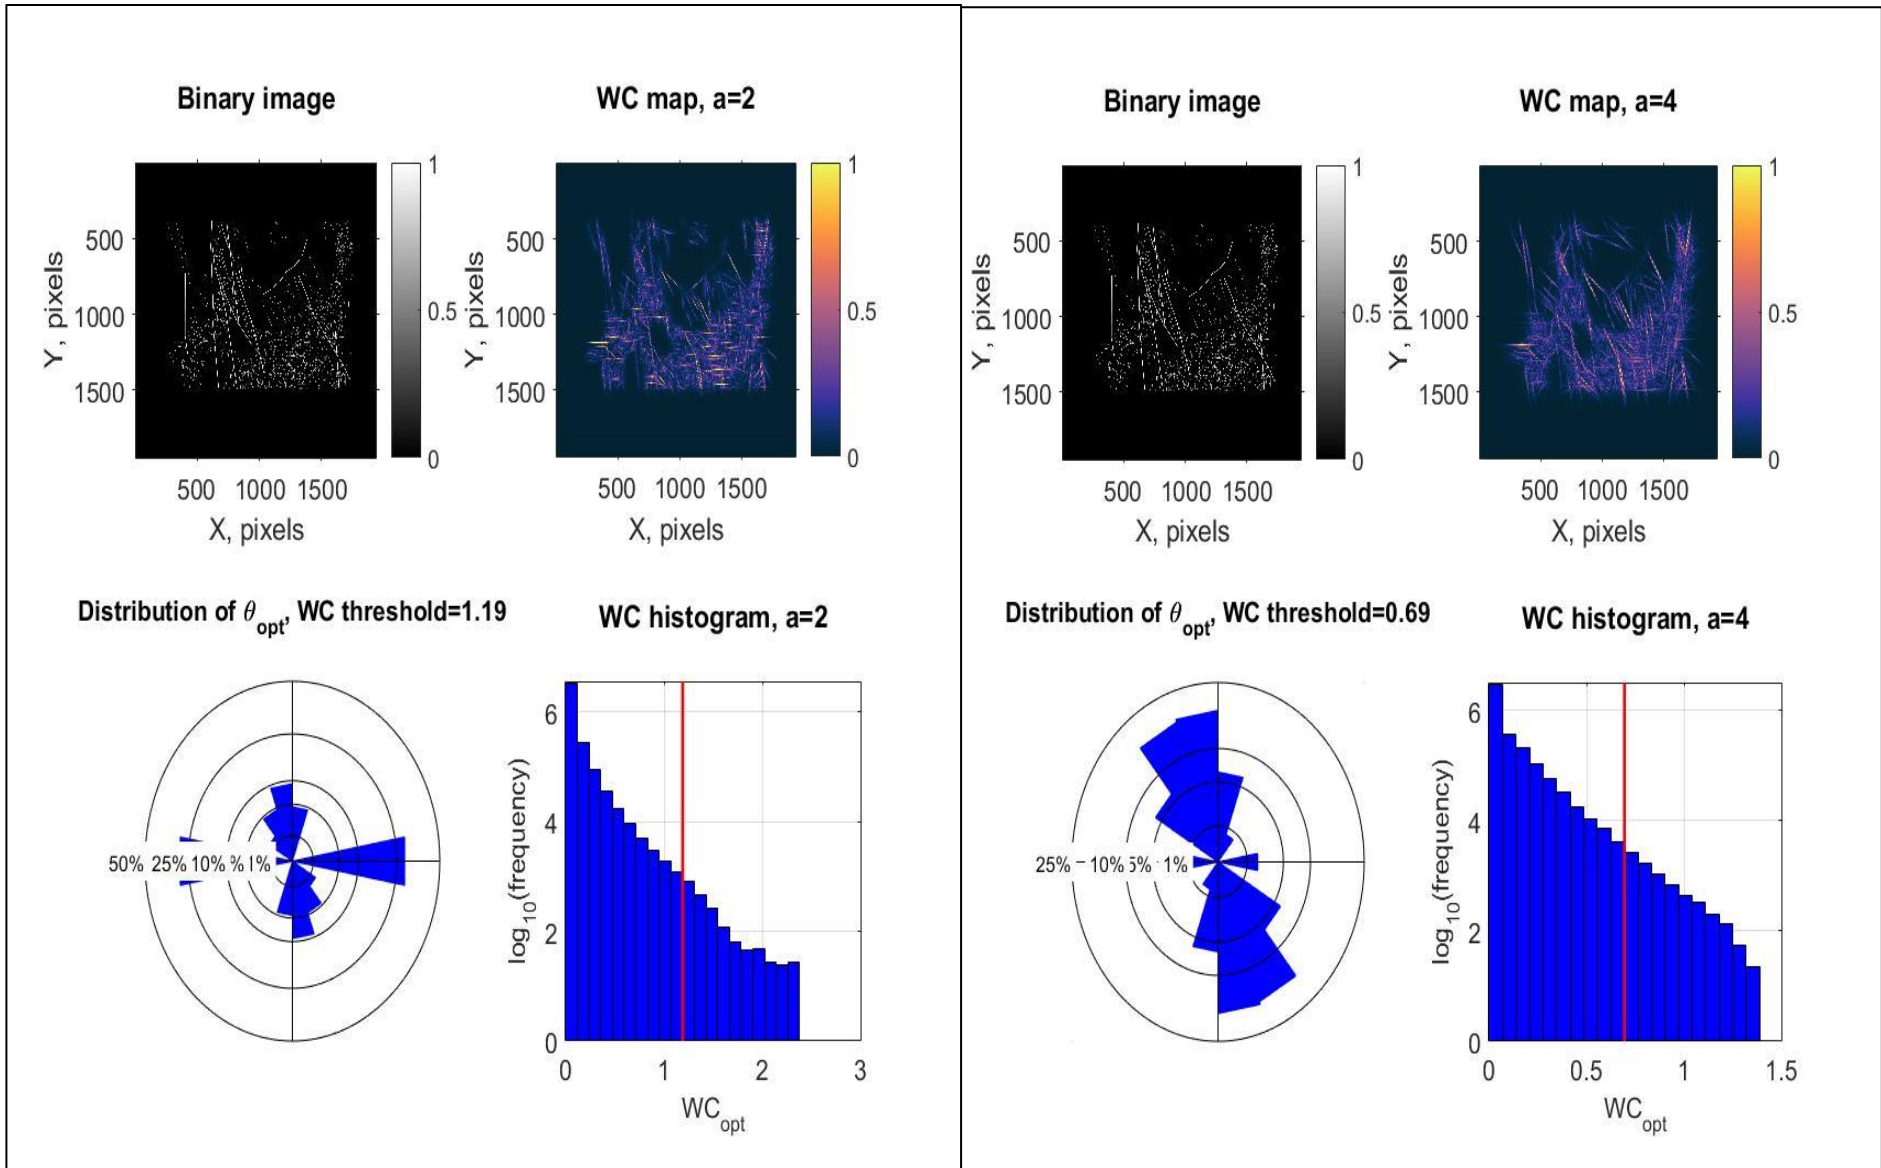 Binary image
WC map, a=2
1
0.5
0
500
1000
1500
Y, pixels
500 1000 1500
X, pixels
1
0.5
0
500
1000
1500
Y, pixels
500 1000 1500
X, pixels
Distribution of θopt, WC threshold=1.19
WC histogram, a=2
50% 25% 10% % 1%
6
4
2
0
log10(frequency)
0 1 2 3
WCopt
Binary image
WC map, a=4
1
0.5
0
500
1000
1500
Y, pixels
500 1000 1500
X, pixels
1
0.5
0
500
1000
1500
Y, pixels
500 1000 1500
X, pixels
Distribution of θopt, WC threshold=0.69
WC histogram, a=4
25% 10% 5% 1%
6
4
2
0
log10(frequency)
0 0.5 1 1.5
WCopt